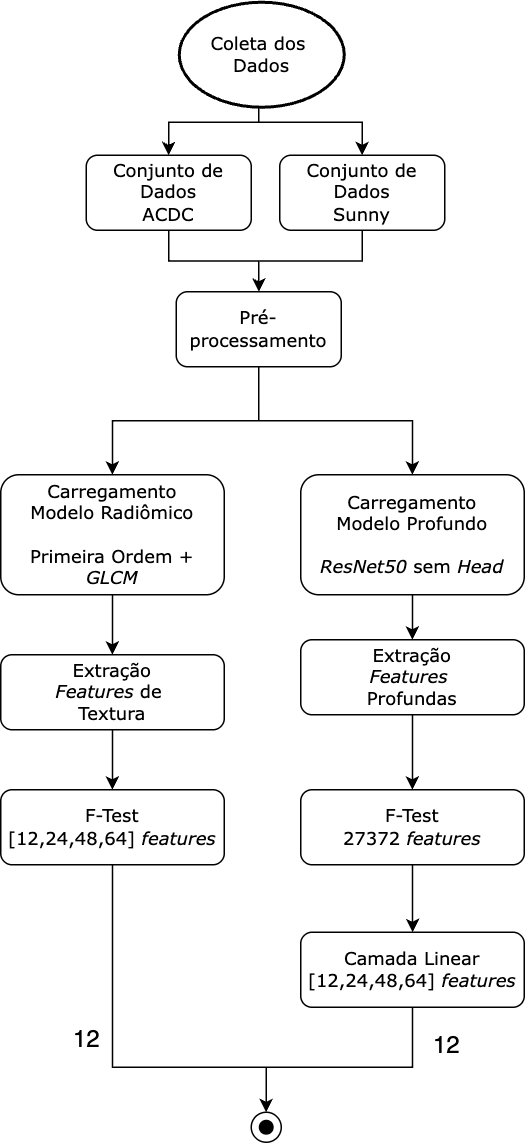 Coleta dos
Dados
Conjunto de
Dados
ACDC
Conjunto de
Dados
Sunny
Pré-
processamento
Carregamento
Modelo Radiômico
Primeira Ordem +
GLCM
Carregamento
Modelo Profundo
ResNet50 sem Head
Extração
Features de
Textura
Extração
Features
Profundas
F-Test
[12,24,48,64] features
F-Test
27372 features
Camada Linear
[12,24,48,64] features
12
12